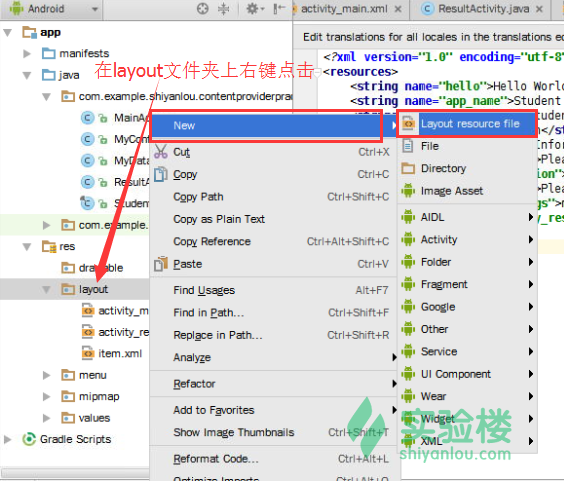 Android
activity_main.xml
ResultActivity.java
app
Edit translations for all locales in the translations ed
manifests
<?xml version="1.0" encoding="utf-8
java
在layout文件夹上右键点击
<resources>
com.example.shiyanlou.contentproviderprac
<string name="hello">Hello World
<string name="app_name">Student
MainAc
New
Layout resource file
MyCont
Cut
Ctrl+X
File
MyData
Copy
Ctrl+C
Directory
ResultA
Copy Path
Ctrl+Shift+C
Image Asset
Student
Copy as Plain Text
AIDL
com.example.
Copy Reference
Ctrl+Alt+Shift+C
Activity
res
Paste
Ctrl+V
Folder
drawable
Find Usages
Alt+F7
Fragment
layout
Find in Path...
Ctrl+Shift+F
Google
activity_m
Replace in Path...
Ctrl+Shift+R
Other
activity_re
Analyze
Service
item.xml
Refactor
UI Component
menu
Add to Favorites
Wear
mipmap
Show Image Thumbnails
Ctrl+Shift+T
Widget
values
XML
Gradle Scripts
Reformat Code...
Ctrl+Alt+L
Optimize Imports
Ctrl+Alt+O
实验楼
shiyanlou.com